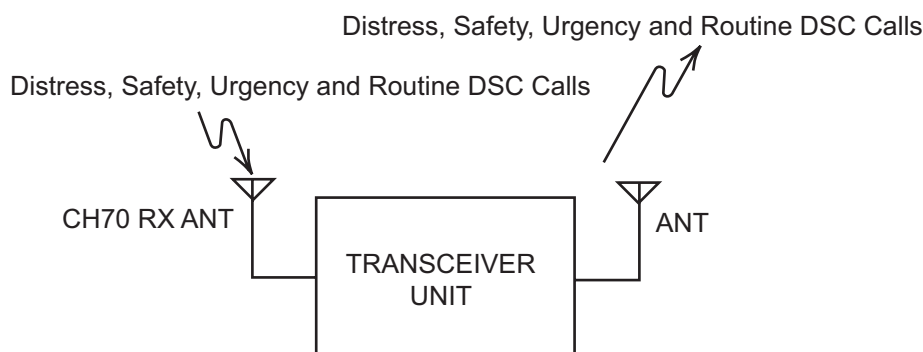 Distress, Safety, Urgency and Routine DSC Calls
Distress, Safety, Urgency and Routine DSC Calls
CH70 RX ANT
ANT
TRANSCEIVER
UNIT